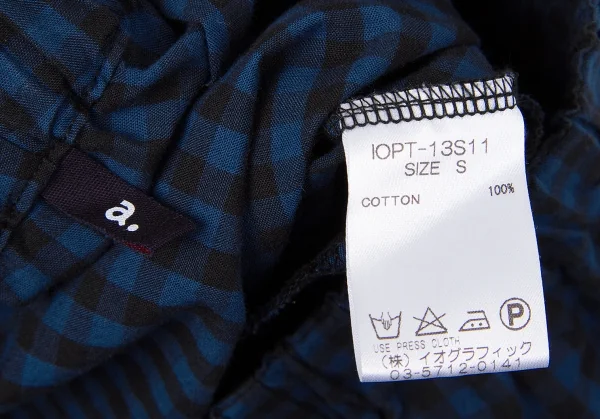 a.
IOPT-13S11
SIZE S
COTTON 100%
P
USE PRESS CLOTH
(株) イオグラフィック
03-5712-0141